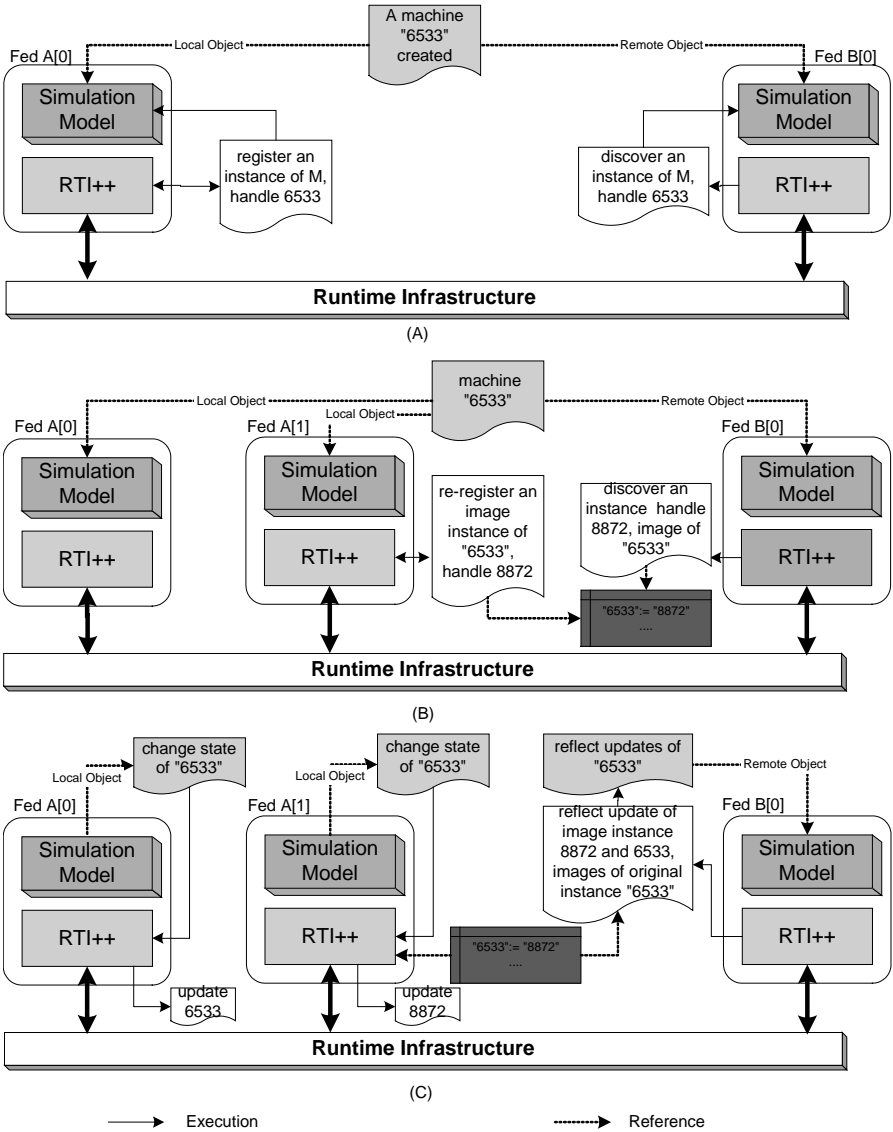 A machine
"6533"
created
Local Object
Remote Object
Fed A[0]
Fed B[0]
Simulation
Model
Simulation
Model
register an
instance of M,
handle 6533
discover an
instance of M,
handle 6533
RTI++
RTI++
Runtime Infrastructure
(A)
machine
"6533"
Local Object
Local Object
Remote Object
Fed A[0]
Fed A[1]
Fed B[0]
Simulation
Model
Simulation
Model
Simulation
Model
re-register an
image
instance of
"6533",
handle 8872
discover an
instance handle
8872, image of
"6533"
RTI++
RTI++
RTI++
"6533":= "8872"
....
Runtime Infrastructure
(B)
change state
of "6533"
change state
of "6533"
reflect updates of
"6533"
Local Object
Local Object
Remote Object
Fed A[0]
Fed A[1]
Fed B[0]
Simulation
Model
Simulation
Model
reflect update of
image instance
8872 and 6533,
images of original
instance "6533"
Simulation
Model
RTI++
RTI++
"6533":= "8872"
....
RTI++
update
6533
update
8872
Runtime Infrastructure
(C)
Execution
Reference